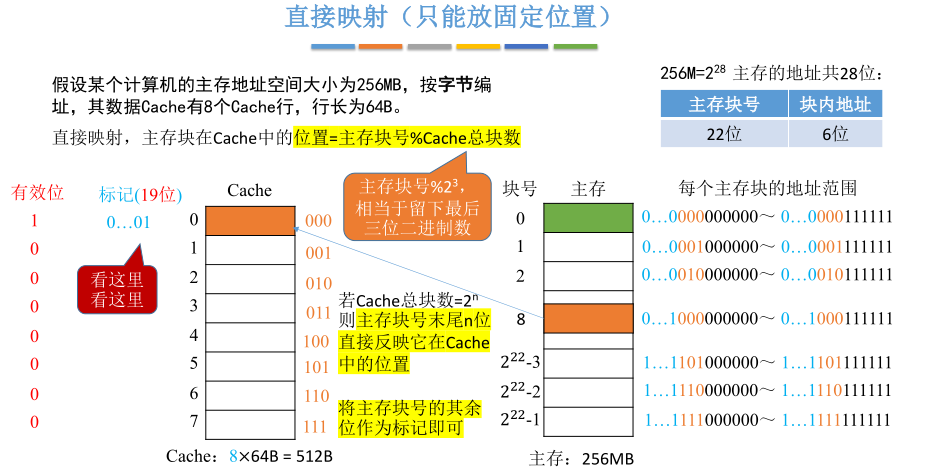 直接映射（只能放固定位置）
假设某个计算机的主存地址空间大小为256MB，按字节编
址，其数据Cache有8个Cache行，行长为64B。
直接映射，主存块在Cache中的位置=主存块号%Cache总块数
256M=2²⁸ 主存的地址共28位：
主存块号 块内地址
22位 6位
主存块号%2³，
相当于留下最后
三位二进制数
有效位 标记(19位) Cache 块号 主存 每个主存块的地址范围
1 0…01 0 000 0 0…0000000000～ 0…0000111111
0 1 001 1 0…0001000000～ 0…0001111111
0 2 010 2 0…0010000000～ 0…0010111111
看这里
看这里
0 3 011 8 0…1000000000～ 0…1000111111
0 4 100
0 5 101 2²²-3 1…1101000000～ 1…1101111111
0 6 110 2²²-2 1…1110000000～ 1…1110111111
0 7 111 2²²-1 1…1111000000～ 1…1111111111
若Cache总块数=2ⁿ
则主存块号末尾n位
直接反映它在Cache
中的位置
将主存块号的其余
位作为标记即可
Cache：8×64B = 512B
主存：256MB